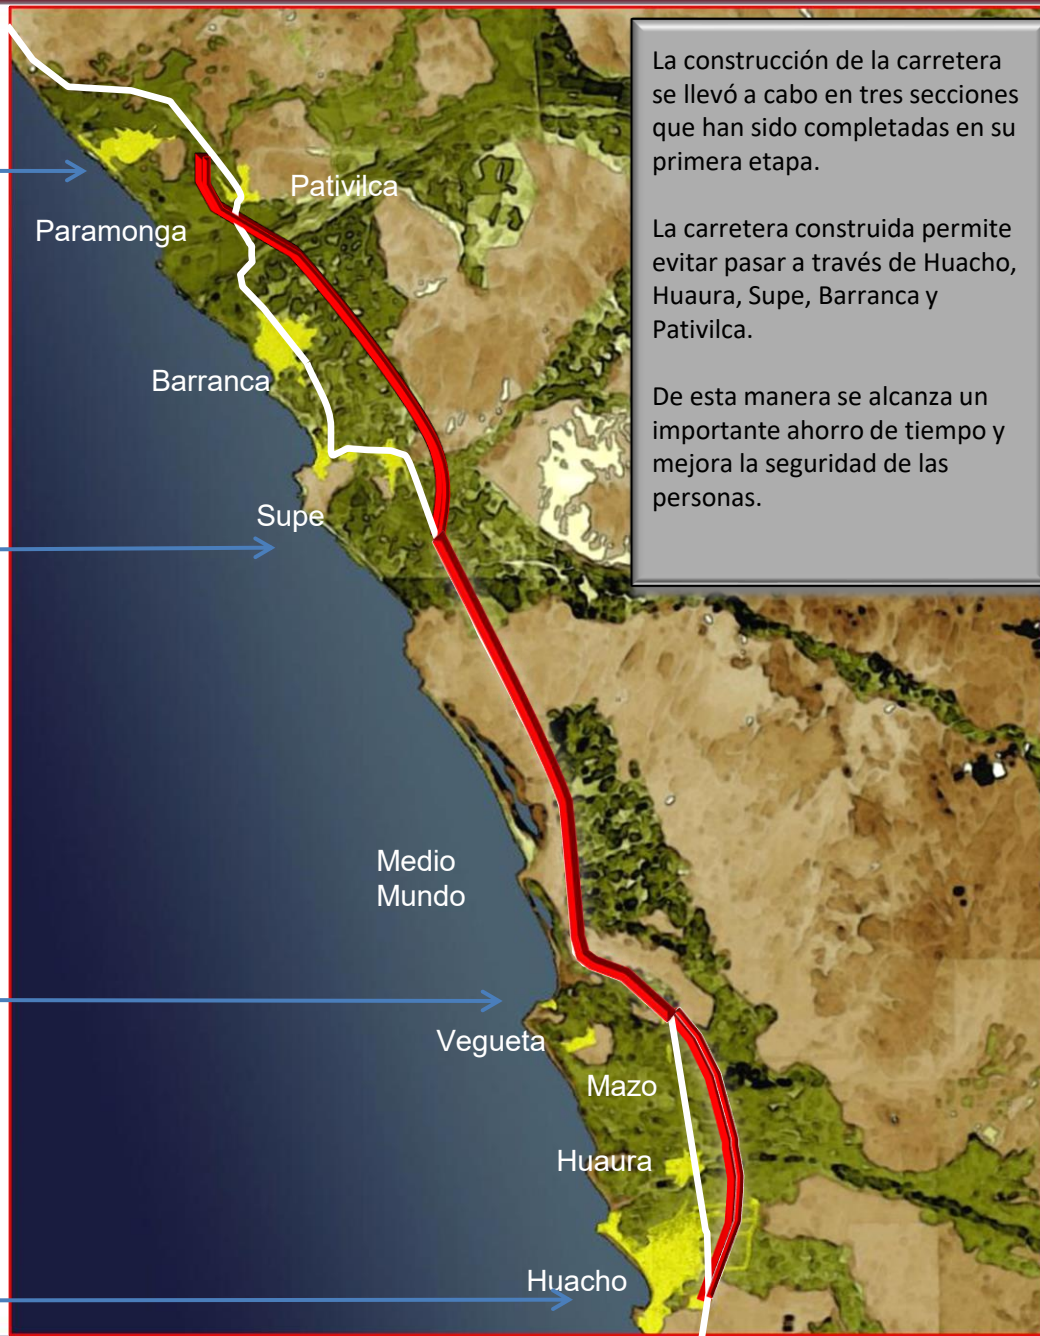 La construcción de la carretera
se llevó a cabo en tres secciones
que han sido completadas en su
primera etapa.
La carretera construida permite
evitar pasar a través de Huacho,
Huaura, Supe, Barranca y
Pativilca.
De esta manera se alcanza un
importante ahorro de tiempo y
mejora la seguridad de las
personas.
Pativilca
Paramonga
Barranca
Supe
Medio
Mundo
Vegueta
Mazo
Huaura
Huacho